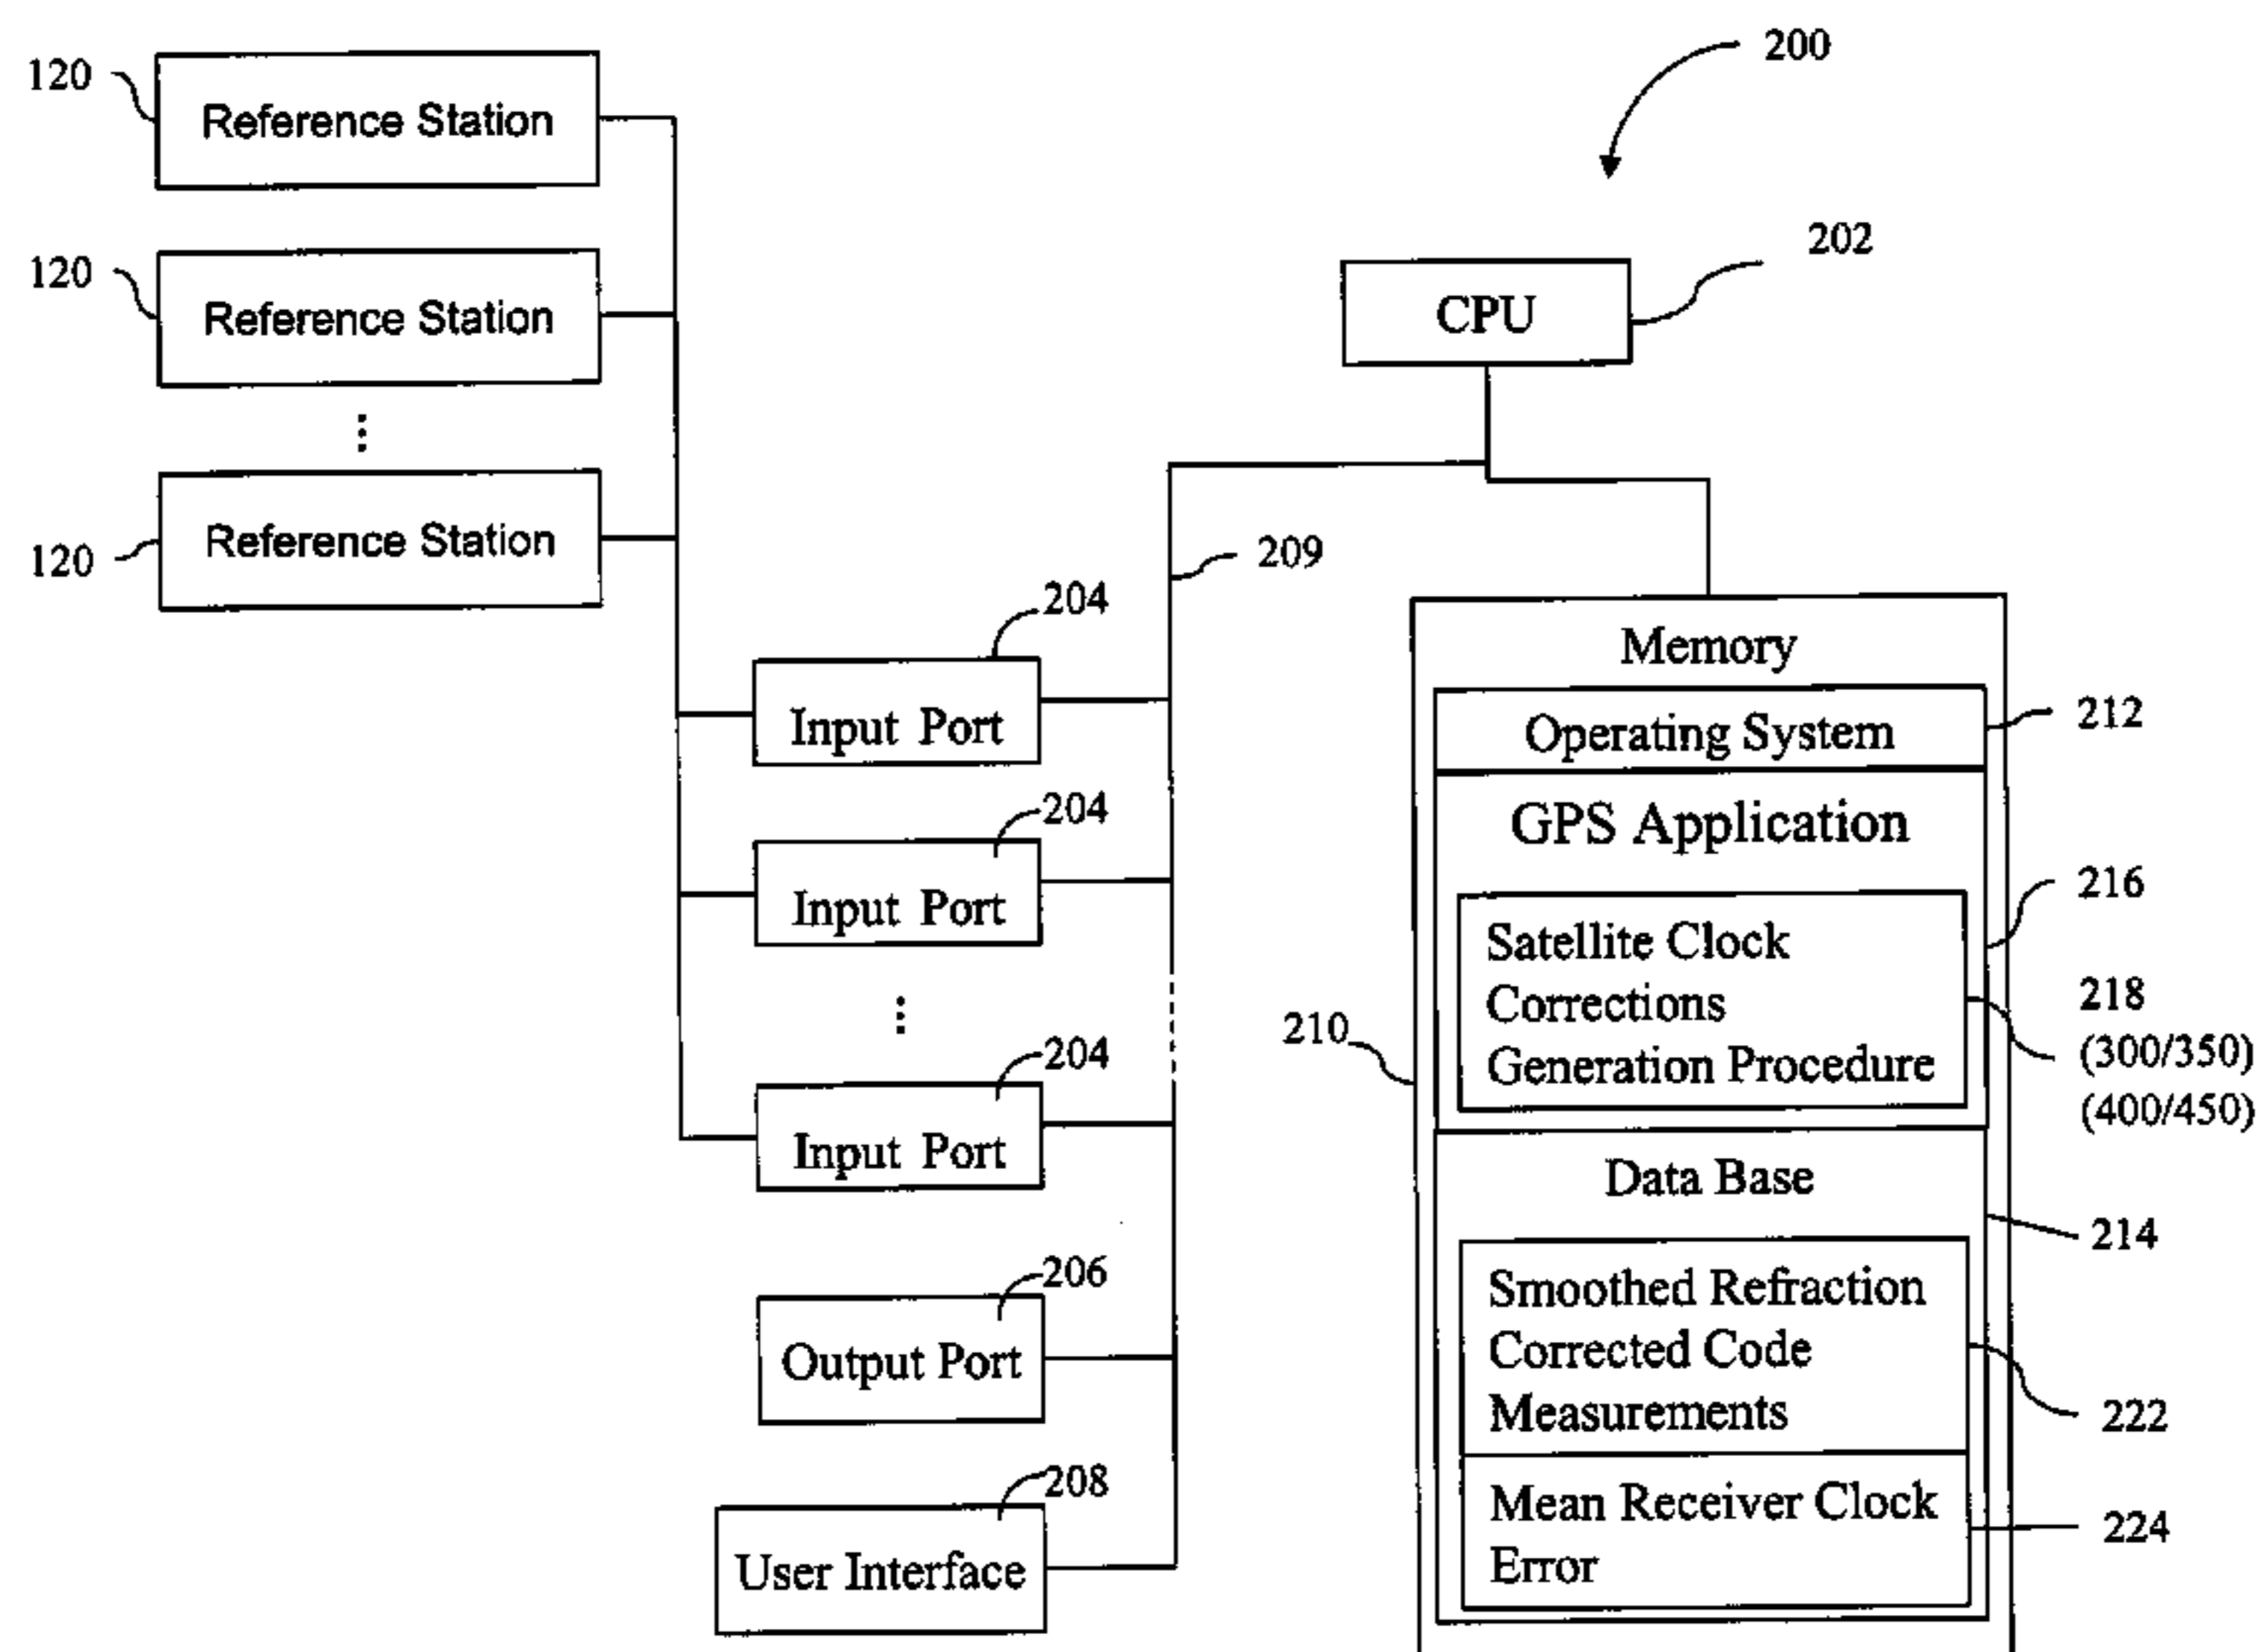 200
120
Reference Station
120
Reference Station
120
Reference Station
202
CPU
209
204
Input Port
204
Input Port
204
Input Port
206
Output Port
208
User Interface
210
Memory
Operating System
212
GPS Application
216
Satellite Clock
Corrections
Generation Procedure
218
(300/350)
(400/450)
Data Base
214
Smoothed Refraction
Corrected Code
Measurements
222
Mean Receiver Clock
Error
224